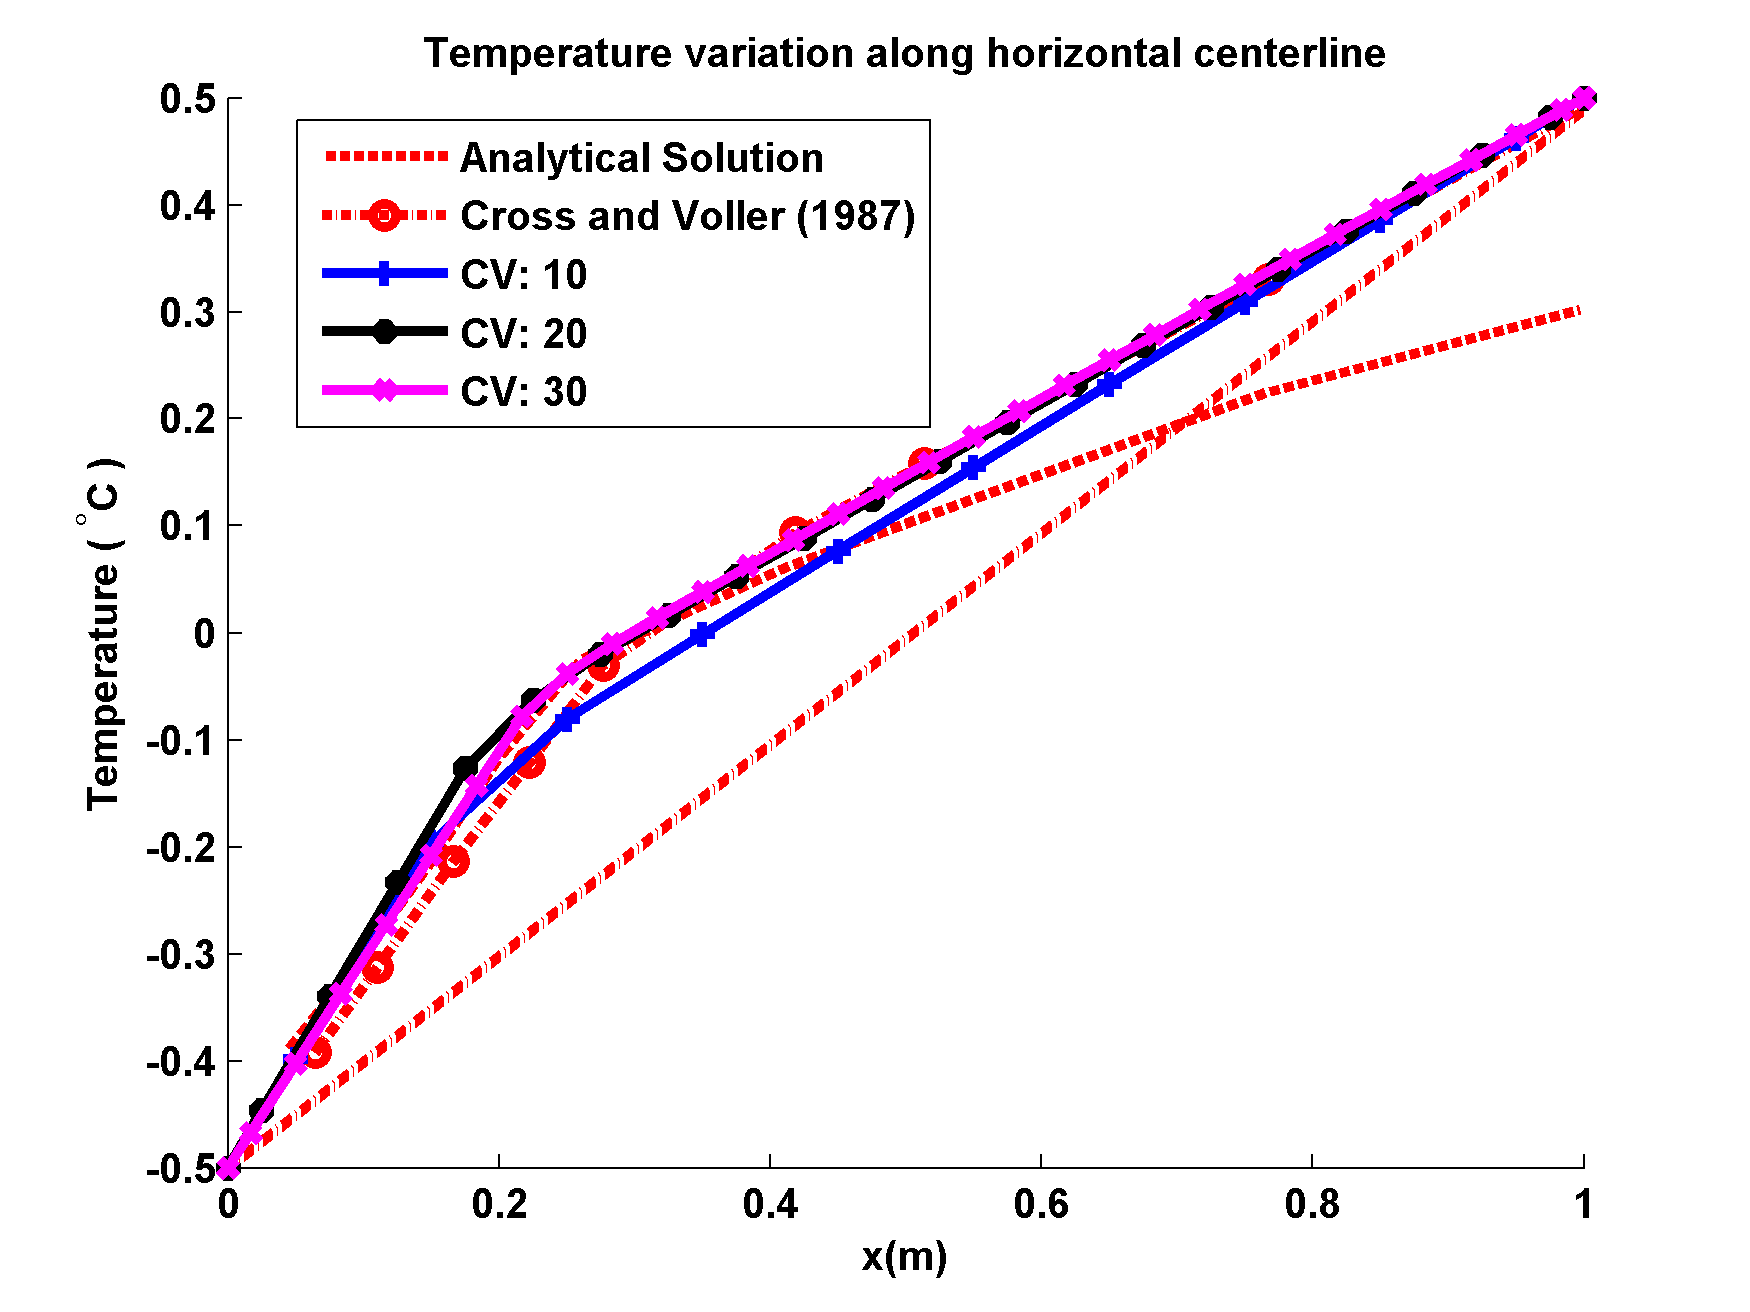 Temperature variation along horizontal centerline
0.5
0.4
0.3
0.2
0.1
0
-0.1
-0.2
-0.3
-0.4
-0.5
Temperature ( °C )
Analytical Solution
Cross and Voller (1987)
CV: 10
CV: 20
CV: 30
0 0.2 0.4 0.6 0.8 1
x(m)